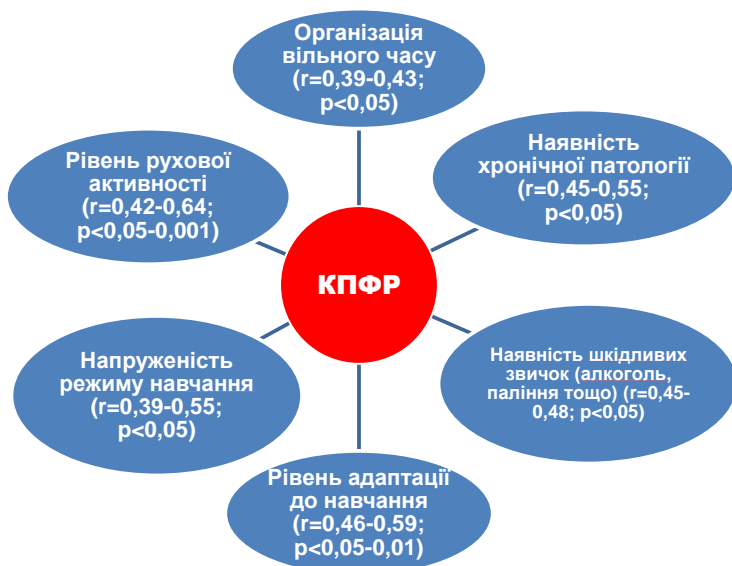 Організація
вільного часу
(r=0,39-0,43;
p<0,05)
Наявність
хронічної патології
(r=0,45-0,55;
p<0,05)
Рівень рухової
активності
(r=0,42-0,64;
p<0,05-0,001)
КПФР
Наявність шкідливих
звичок (алкоголь,
паління тощо) (r=0,45-
0,48; p<0,05)
Напруженість
режиму навчання
(r=0,39-0,55;
p<0,05)
Рівень адаптації
до навчання
(r=0,46-0,59;
p<0,05-0,01)